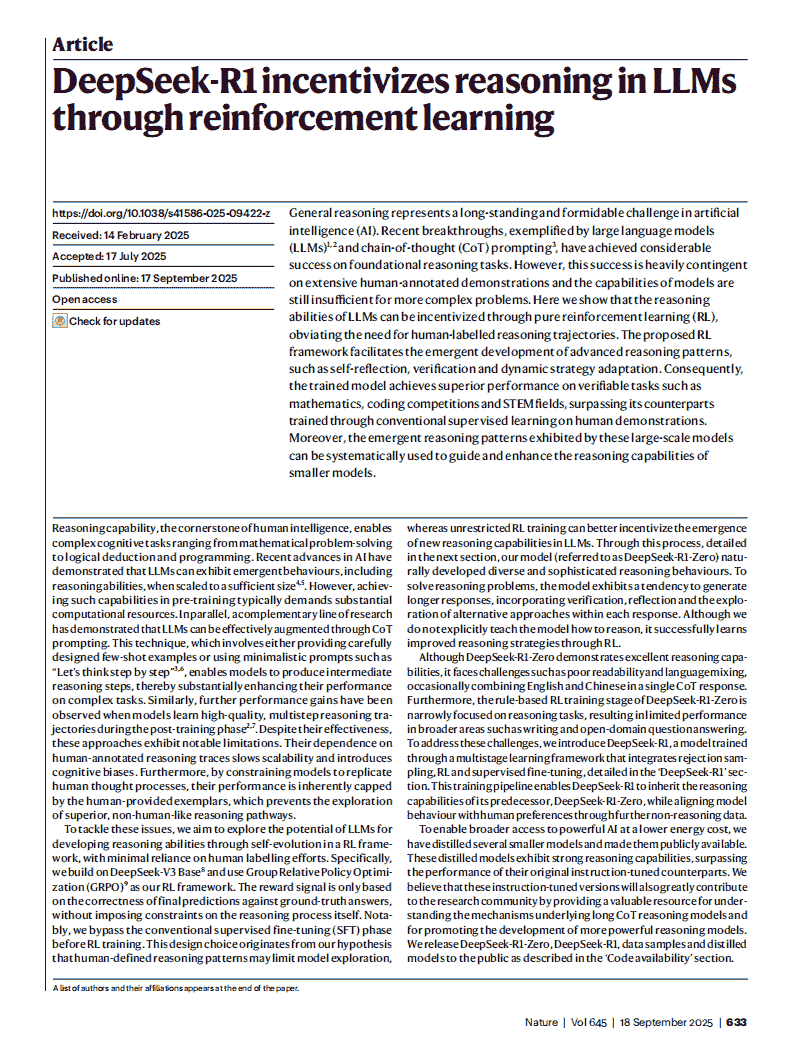 Article
DeepSeek-R1 incentivizes reasoning in LLMs
through reinforcement learning
https://doi.org/10.1038/s41586-025-09422-z
Received: 14 February 2025
Accepted: 17 July 2025
Published online: 17 September 2025
Open access
Check for updates
General reasoning represents a long-standing and formidable challenge in artificial
intelligence (AI). Recent breakthroughs, exemplified by large language models
(LLMs)1,2 and chain-of-thought (CoT) prompting3, have achieved considerable
success on foundational reasoning tasks. However, this success is heavily contingent
on extensive human-annotated demonstrations and the capabilities of models are
still insufficient for more complex problems. Here we show that the reasoning
abilities of LLMs can be incentivized through pure reinforcement learning (RL),
obviating the need for human-labelled reasoning trajectories. The proposed RL
framework facilitates the emergent development of advanced reasoning patterns,
such as self-reflection, verification and dynamic strategy adaptation. Consequently,
the trained model achieves superior performance on verifiable tasks such as
mathematics, coding competitions and STEM fields, surpassing its counterparts
trained through conventional supervised learning on human demonstrations.
Moreover, the emergent reasoning patterns exhibited by these large-scale models
can be systematically used to guide and enhance the reasoning capabilities of
smaller models.
Reasoning capability, the cornerstone of human intelligence, enables
complex cognitive tasks ranging from mathematical problem-solving
to logical deduction and programming. Recent advances in AI have
demonstrated that LLMs can exhibit emergent behaviours, including
reasoning abilities, when scaled to a sufficient size4,5. However, achiev-
ing such capabilities in pre-training typically demands substantial
computational resources. In parallel, a complementary line of research
has demonstrated that LLMs can be effectively augmented through CoT
prompting. This technique, which involves either providing carefully
designed few-shot examples or using minimalistic prompts such as
“Let’s think step by step”3,6, enables models to produce intermediate
reasoning steps, thereby substantially enhancing their performance
on complex tasks. Similarly, further performance gains have been
observed when models learn high-quality, multistep reasoning tra-
jectories during the post-training phase2,7. Despite their effectiveness,
these approaches exhibit notable limitations. Their dependence on
human-annotated reasoning traces slows scalability and introduces
cognitive biases. Furthermore, by constraining models to replicate
human thought processes, their performance is inherently capped
by the human-provided exemplars, which prevents the exploration
of superior, non-human-like reasoning pathways.
To tackle these issues, we aim to explore the potential of LLMs for
developing reasoning abilities through self-evolution in a RL frame-
work, with minimal reliance on human labelling efforts. Specifically,
we build on DeepSeek-V3 Base8 and use Group Relative Policy Optimi-
zation (GRPO)9 as our RL framework. The reward signal is only based
on the correctness of final predictions against ground-truth answers,
without imposing constraints on the reasoning process itself. Nota-
bly, we bypass the conventional supervised fine-tuning (SFT) phase
before RL training. This design choice originates from our hypothesis
that human-defined reasoning patterns may limit model exploration,
whereas unrestricted RL training can better incentivize the emergence
of new reasoning capabilities in LLMs. Through this process, detailed
in the next section, our model (referred to as DeepSeek-R1-Zero) natu-
rally developed diverse and sophisticated reasoning behaviours. To
solve reasoning problems, the model exhibits a tendency to generate
longer responses, incorporating verification, reflection and the explo-
ration of alternative approaches within each response. Although we
do not explicitly teach the model how to reason, it successfully learns
improved reasoning strategies through RL.
Although DeepSeek-R1-Zero demonstrates excellent reasoning capa-
bilities, it faces challenges such as poor readability and language mixing,
occasionally combining English and Chinese in a single CoT response.
Furthermore, the rule-based RL training stage of DeepSeek-R1-Zero is
narrowly focused on reasoning tasks, resulting in limited performance
in broader areas such as writing and open-domain question answering.
To address these challenges, we introduce DeepSeek-R1, a model trained
through a multistage learning framework that integrates rejection sam-
pling, RL and supervised fine-tuning, detailed in the ‘DeepSeek-R1’ sec-
tion. This training pipeline enables DeepSeek-R1 to inherit the reasoning
capabilities of its predecessor, DeepSeek-R1-Zero, while aligning model
behaviour with human preferences through further non-reasoning data.
To enable broader access to powerful AI at a lower energy cost, we
have distilled several smaller models and made them publicly available.
These distilled models exhibit strong reasoning capabilities, surpassing
the performance of their original instruction-tuned counterparts. We
believe that these instruction-tuned versions will also greatly contribute
to the research community by providing a valuable resource for under-
standing the mechanisms underlying long CoT reasoning models and
for promoting the development of more powerful reasoning models.
We release DeepSeek-R1-Zero, DeepSeek-R1, data samples and distilled
models to the public as described in the ‘Code availability’ section.
A list of authors and their affiliations appears at the end of the paper.
Nature | Vol 645 | 18 September 2025 | 633